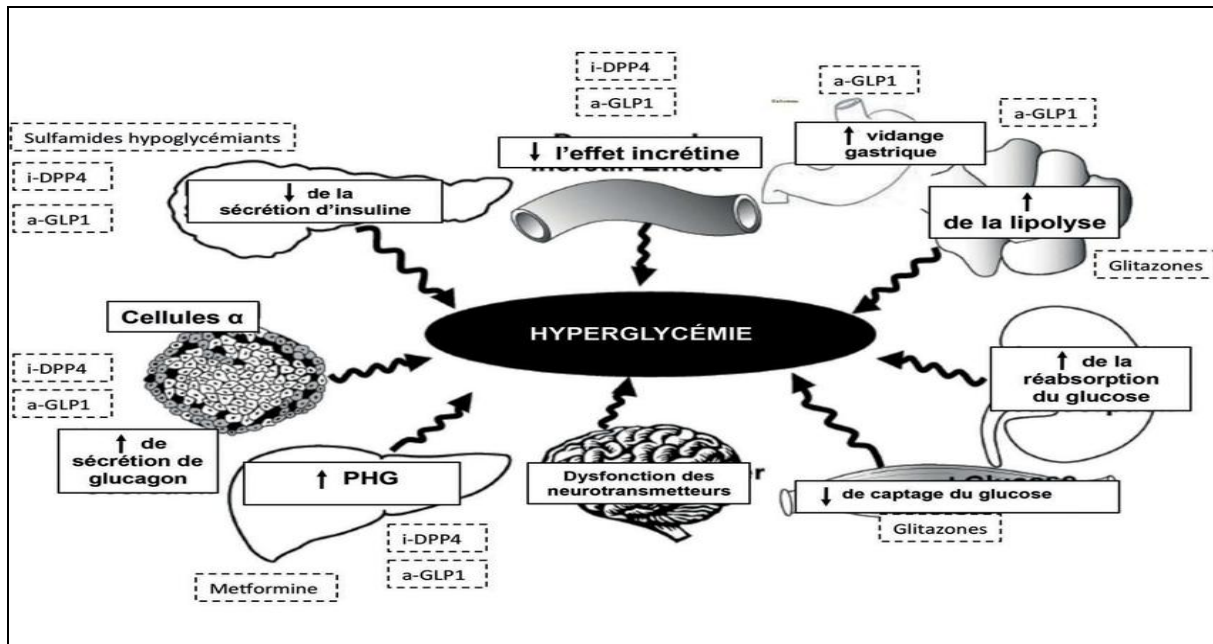 i-DPP4
a-GLP1
↓ l'effet incrétine
a-GLP1
↑ vidange
gastrique
a-GLP1
↑
de la lipolyse
Glitazones
Sulfamides hypoglycémiants
i-DPP4
a-GLP1
↓ de la
sécrétion d'insuline
HYPERGLYCÉMIE
Cellules α
i-DPP4
a-GLP1
↑ de
sécrétion de
glucagon
↑ PHG
i-DPP4
a-GLP1
Metformine
Dysfonction des
neurotransmetteurs
↑ de la
réabsorption
du glucose
↓ de captage du glucose
Glitazones